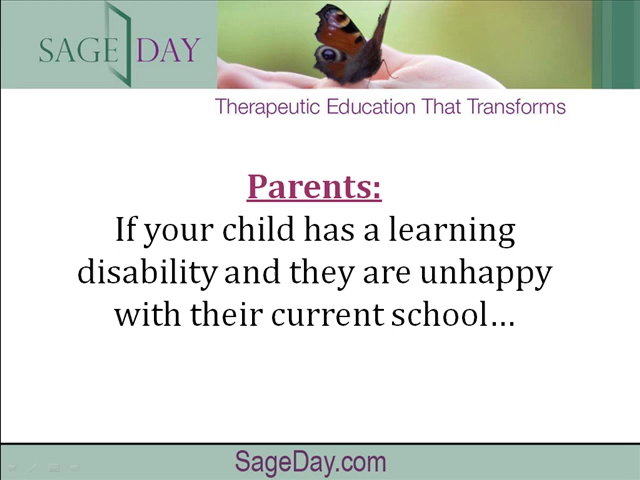 SAGE DAY
Therapeutic Education That Transforms
Parents:
If your child has a learning
disability and they are unhappy
with their current school…
SageDay.com